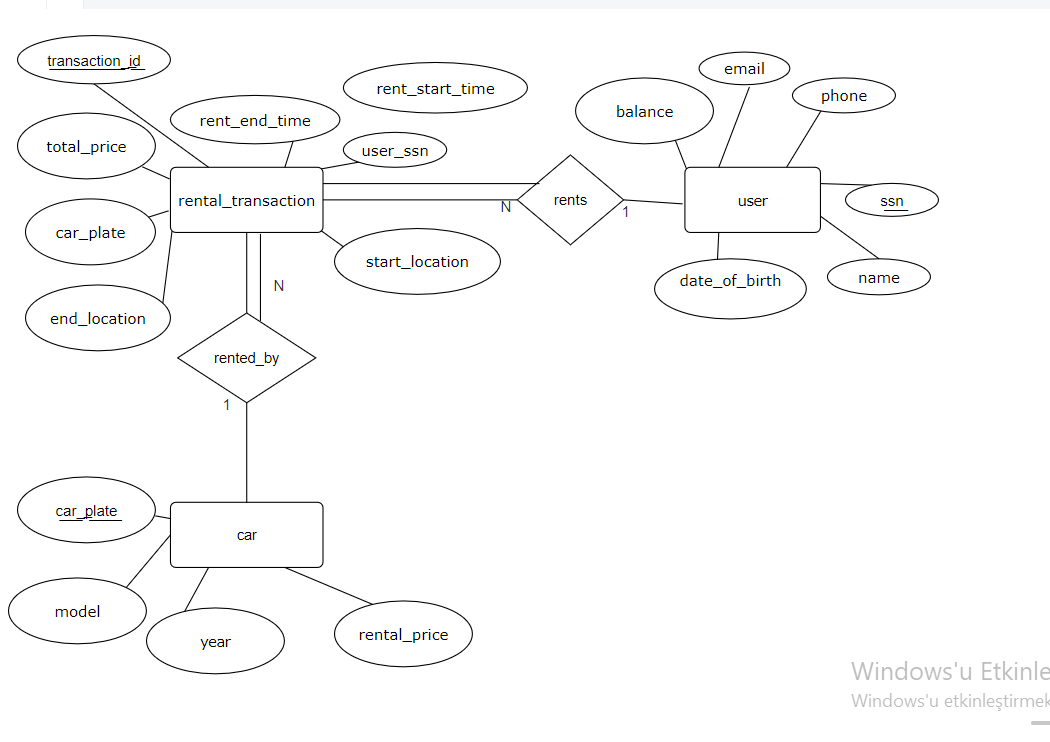 transaction_id
rent_start_time
rent_end_time
total_price
user_ssn
rental_transaction
car_plate
start_location
end_location
N
rents
1
email
balance
phone
user
ssn
date_of_birth
name
N
rented_by
1
car_plate
car
model
year
rental_price
Windows'u Etkinle
Windows'u etkinleştirmek